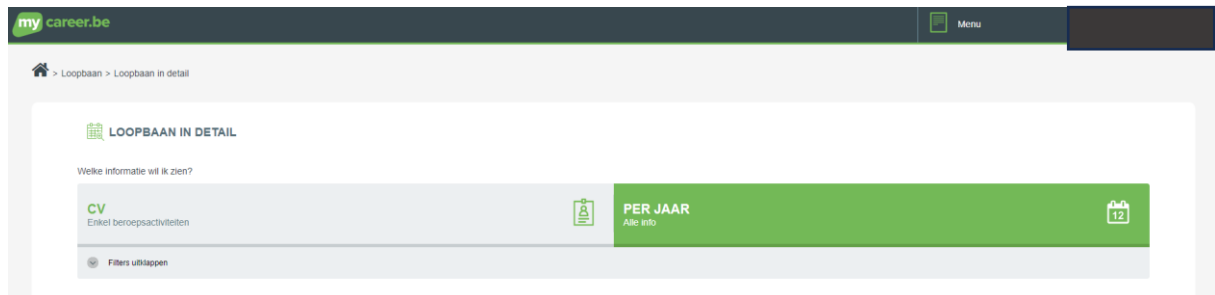 my career.be
Menu
> Loopbaan > Loopbaan in detail
LOOPBAAN IN DETAIL
Welke informatie wil ik zien?
CV
Enkel beroepsactiviteiten
PER JAAR
Alle info
12
Filters uitklappen